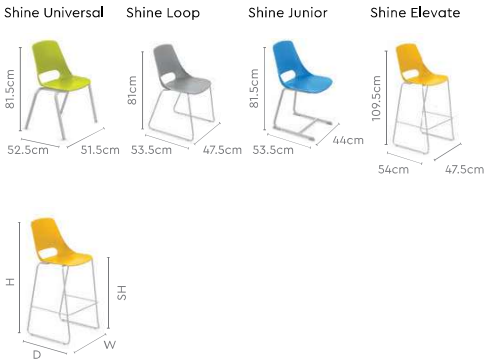 Shine Universal
81.5cm
52.5cm
51.5cm
Shine Loop
81cm
53.5cm
47.5cm
Shine Junior
81.5cm
53.5cm
44cm
Shine Elevate
109.5cm
54cm
47.5cm
H
SH
D
W